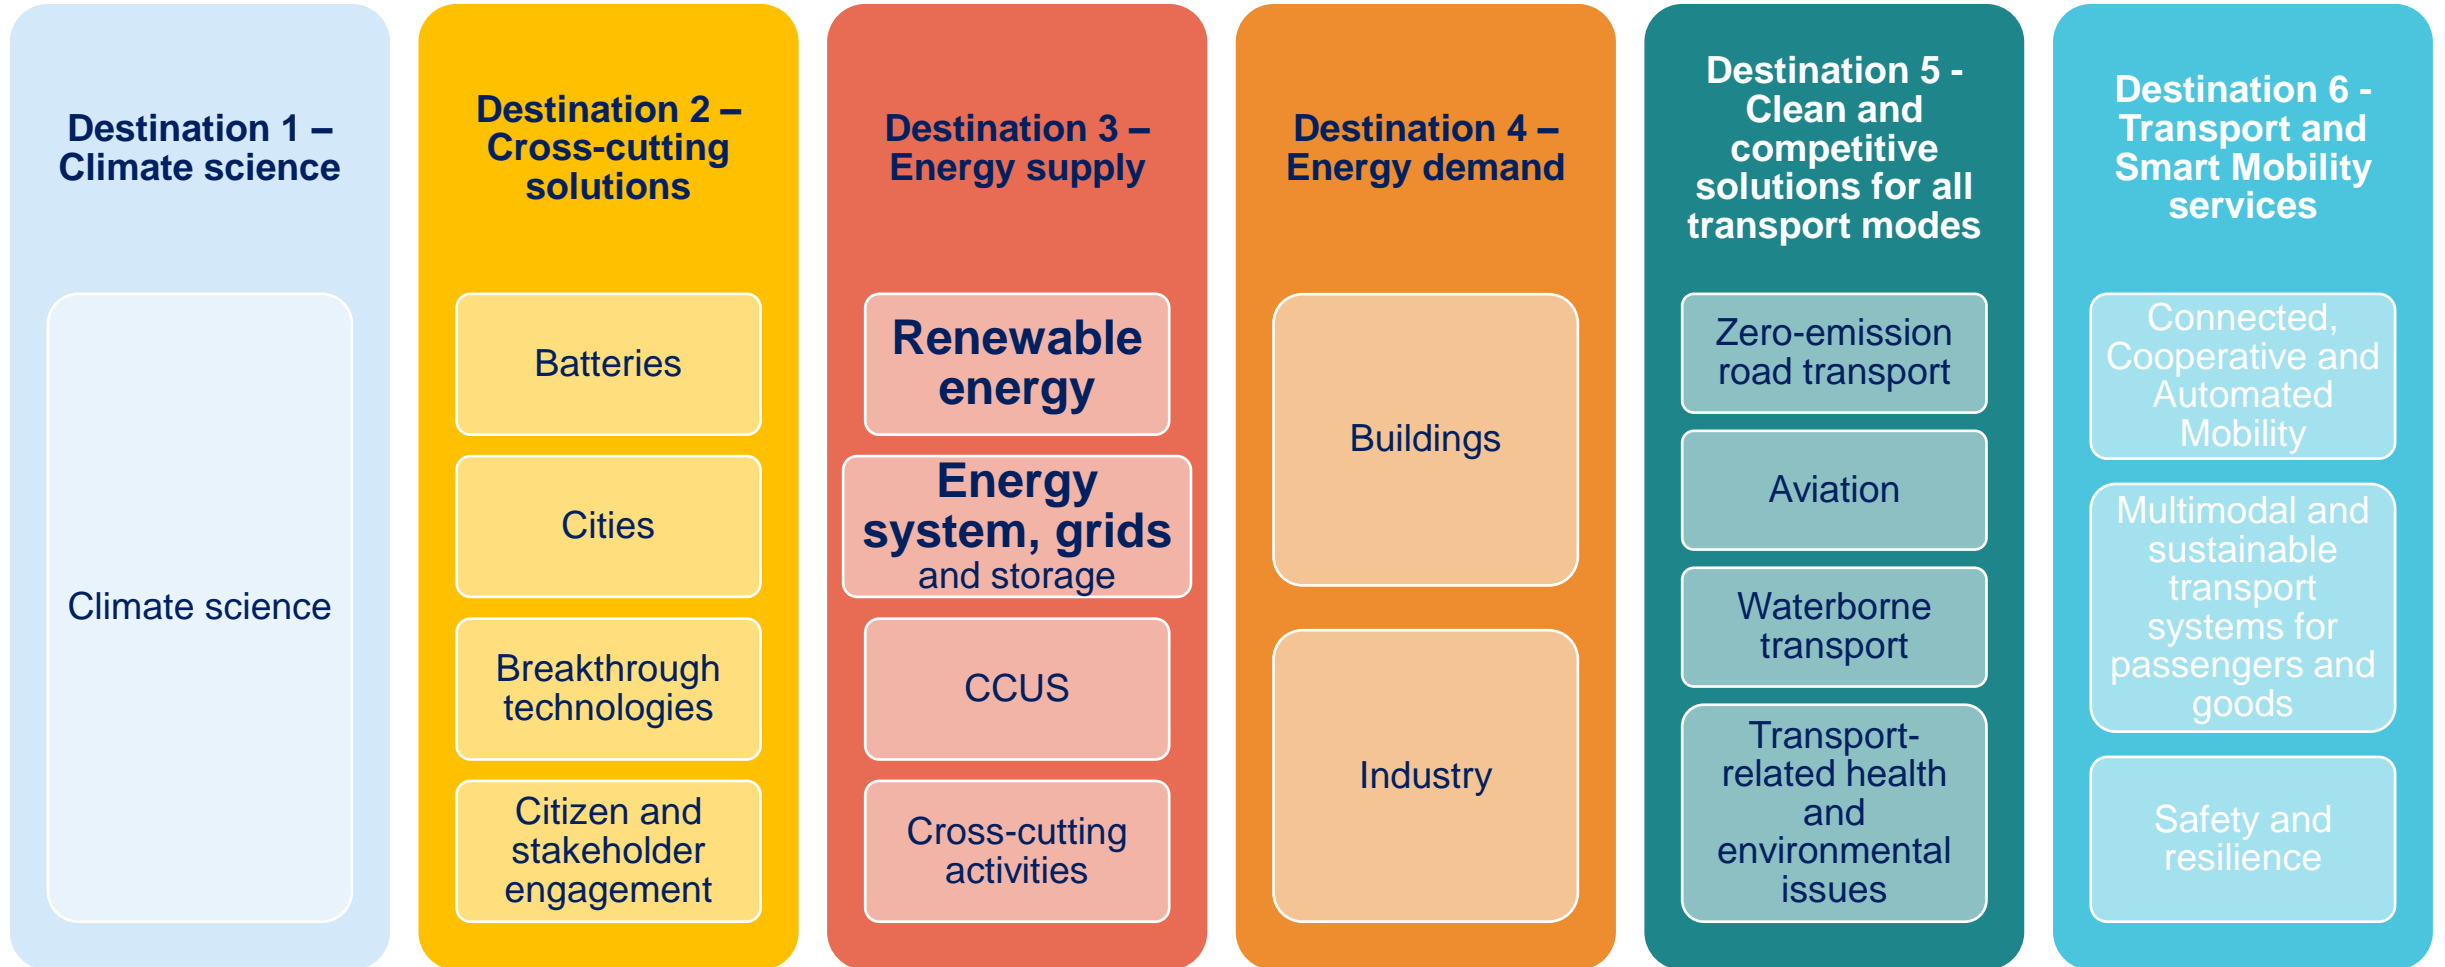 Destination 1 –
Climate science
Climate science
Destination 2 –
Cross-cutting
solutions
Batteries
Cities
Breakthrough
technologies
Citizen and
stakeholder
engagement
Destination 3 –
Energy supply
Renewable
energy
Energy
system, grids
and storage
CCUS
Cross-cutting
activities
Destination 4 –
Energy demand
Buildings
Industry
Destination 5 -
Clean and
competitive
solutions for all
transport modes
Zero-emission
road transport
Aviation
Waterborne
transport
Transport-
related health
and
environmental
issues
Destination 6 -
Transport and
Smart Mobility
services
Connected,
Cooperative and
Automated
Mobility
Multimodal and
sustainable
transport
systems for
passengers and
goods
Safety and
resilience